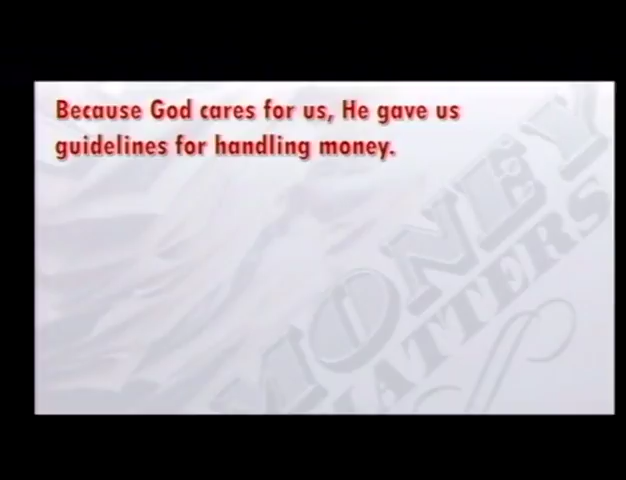 Because God cares for us, He gave us
guidelines for handling money.
MONEY
MATTERS